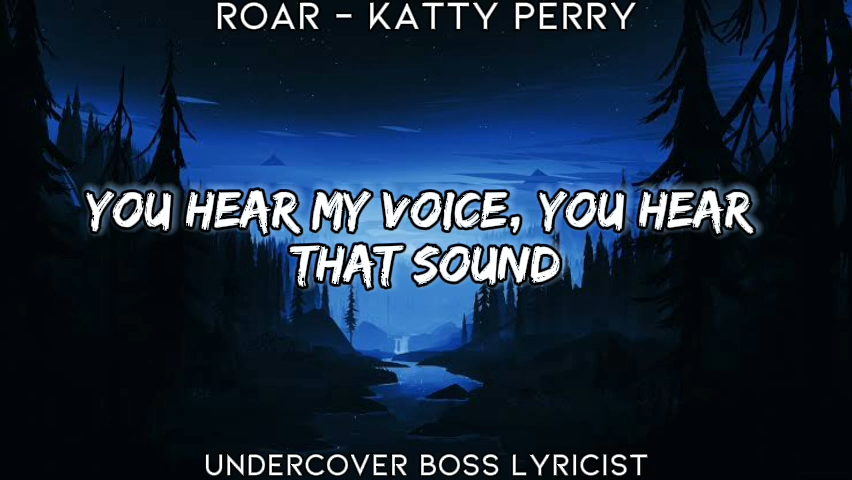 ROAR - KATTY PERRY
YOU HEAR MY VOICE, YOU HEAR
THAT SOUND
UNDERCOVER BOSS LYRICIST